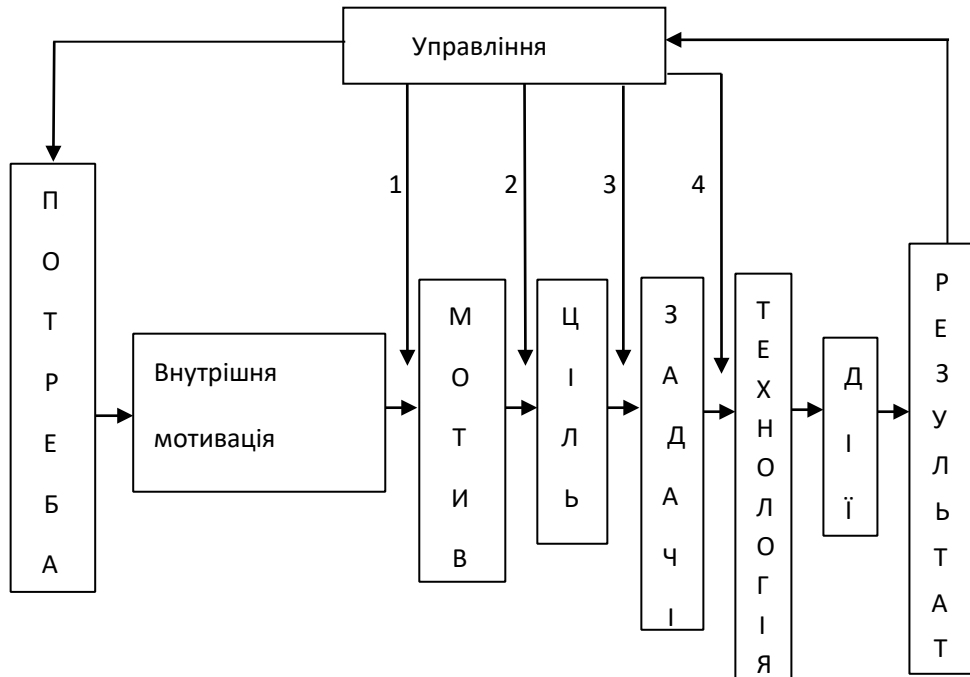 Управління
1
2
3
4
ПОТРЕБА
Внутрішня
мотивація
МОТИВ
ЦІЛЬ
ЗАДАЧІ
ТЕХНОЛОГІЯ
ДІЇ
РЕЗУЛЬТАТ